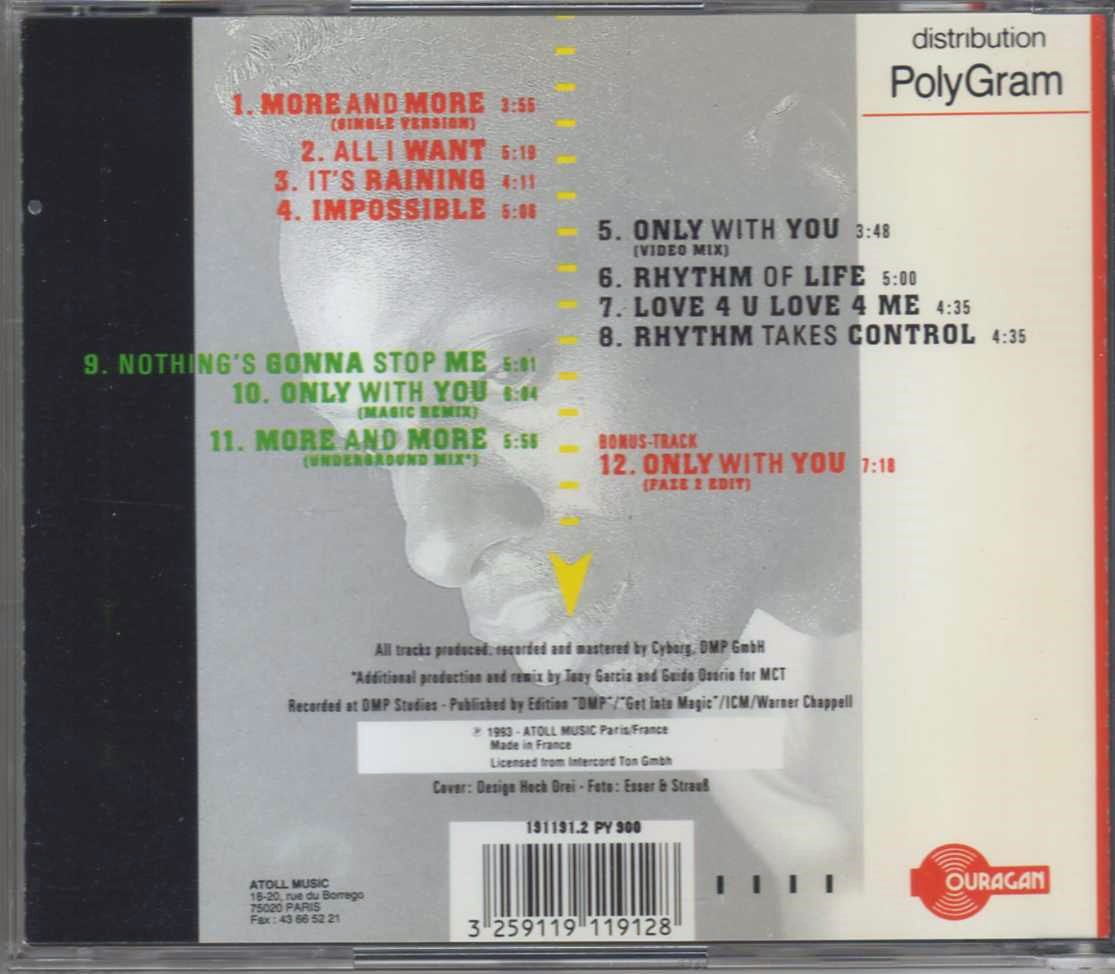 distribution
PolyGram
1. MORE AND MORE 3:55
(SINGLE VERSION)
2. ALL I WANT 5:19
3. IT'S RAINING 4:11
4. IMPOSSIBLE 5:06
5. ONLY WITH YOU 3:48
(VIDEO MIX)
6. RHYTHM OF LIFE 5:00
7. LOVE 4 U LOVE 4 ME 4:35
8. RHYTHM TAKES CONTROL 4:35
9. NOTHING'S GONNA STOP ME 5:01
10. ONLY WITH YOU 6:04
(MAGIC REMIX)
11. MORE AND MORE 5:56
(UNDERGROUND MIX*)
BONUS-TRACK
12. ONLY WITH YOU 7:18
(FAZE 2 EDIT)
All tracks produced, recorded and mastered by Cyborg, DMP GmbH
*Additional production and remix by Tony Garcia and Guido Osorio for MCT
Recorded at DMP Studios - Published by Edition "DMP"/"Get Into Magic"/ICM/Warner Chappell
℗ 1993 - ATOLL MUSIC Paris/France
Made in France
Licensed from Intercord Ton Gmbh
Cover: Design Hoch Drei - Foto: Esser & Strauß
191191.2 PY 900
3 259119 119128
ATOLL MUSIC
18-20, rue du Borrego
75020 PARIS
Fax : 43 66 52 21
OURAGAN